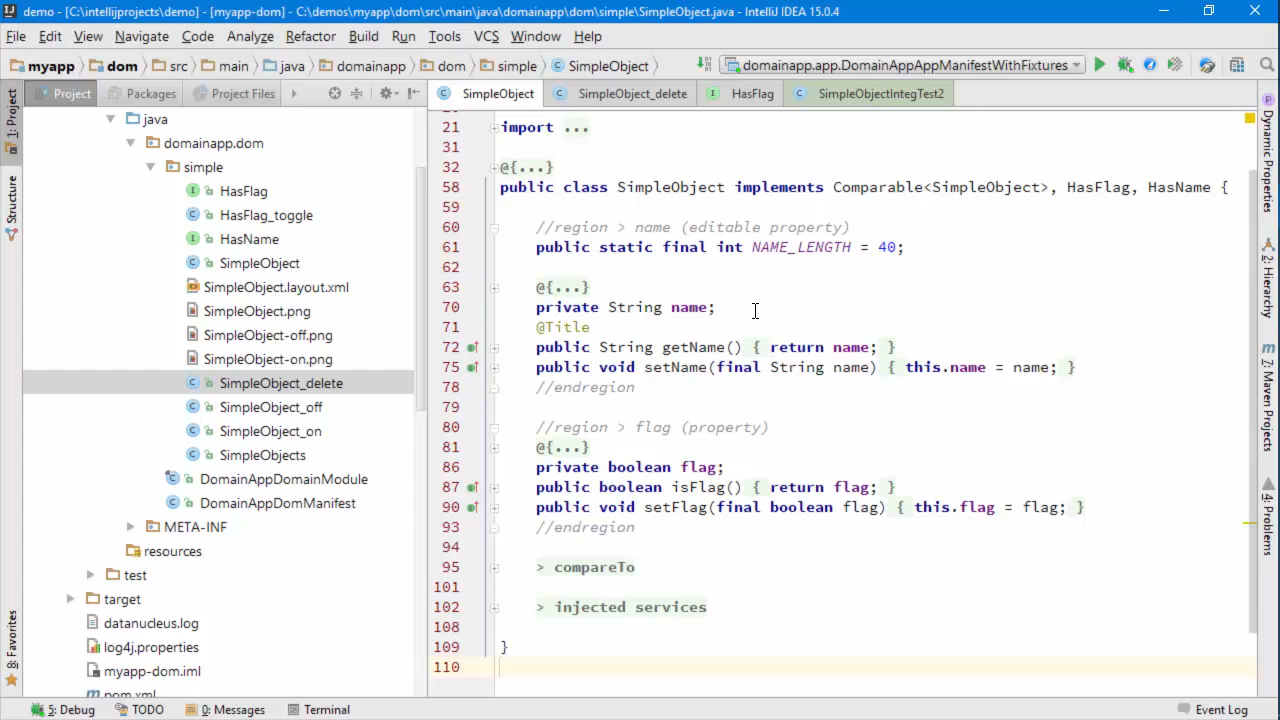 demo - [C:\intellijprojects\demo] - [myapp-dom] - C:\demos\myapp\dom\src\main\java\domainapp\dom\simple\SimpleObject.java - IntelliJ IDEA 15.0.4
File Edit View Navigate Code Analyze Refactor Build Run Tools VCS Window Help
myapp dom src main java domainapp dom simple SimpleObject domainapp.app.DomainAppAppManifestWithFixtures
Project Packages Project Files SimpleObject SimpleObject_delete HasFlag SimpleObjectIntegTest2
1: Project
Structure
8: Favorites
java
domainapp.dom
simple
HasFlag
HasFlag_toggle
HasName
SimpleObject
SimpleObject.layout.xml
SimpleObject.png
SimpleObject-off.png
SimpleObject-on.png
SimpleObject_delete
SimpleObject_off
SimpleObject_on
SimpleObjects
DomainAppDomainModule
DomainAppDomManifest
META-INF
resources
test
target
datanucleus.log
log4j.properties
myapp-dom.iml
pom.xml
21 import ...
31
32 @{...}
58 public class SimpleObject implements Comparable<SimpleObject>, HasFlag, HasName {
59
60 //region > name (editable property)
61 public static final int NAME_LENGTH = 40;
62
63 @{...}
70 private String name;
71 @Title
72 public String getName() { return name; }
75 public void setName(final String name) { this.name = name; }
78 //endregion
79
80 //region > flag (property)
81 @{...}
86 private boolean flag;
87 public boolean isFlag() { return flag; }
90 public void setFlag(final boolean flag) { this.flag = flag; }
93 //endregion
94
95 > compareTo
101
102 > injected services
108
109 }
110
Dynamic Properties
2: Hierarchy
7: Maven Projects
4: Problems
5: Debug TODO 0: Messages Terminal Event Log